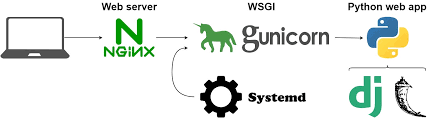 Web server
WSGI
Python web app
N
NGiNX
gunicorn
Systemd
dj